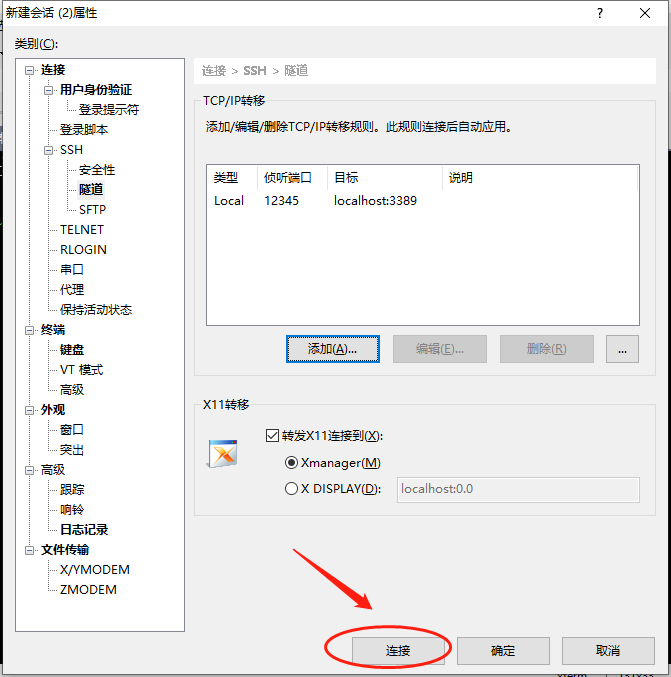 新建会话 (2)属性
?
类别(C):
连接
用户身份验证
登录提示符
登录脚本
SSH
安全性
隧道
SFTP
TELNET
RLOGIN
串口
代理
保持活动状态
终端
键盘
VT 模式
高级
外观
窗口
突出
高级
跟踪
响铃
日志记录
文件传输
X/YMODEM
ZMODEM
连接 > SSH > 隧道
TCP/IP转移
添加/编辑/删除TCP/IP转移规则。此规则连接后自动应用。
类型 侦听端口 目标 说明
Local 12345 localhost:3389
添加(A)... 编辑(E)... 删除(R) ...
X11转移
转发X11连接到(X):
Xmanager(M)
X DISPLAY(D): localhost:0.0
连接 确定 取消